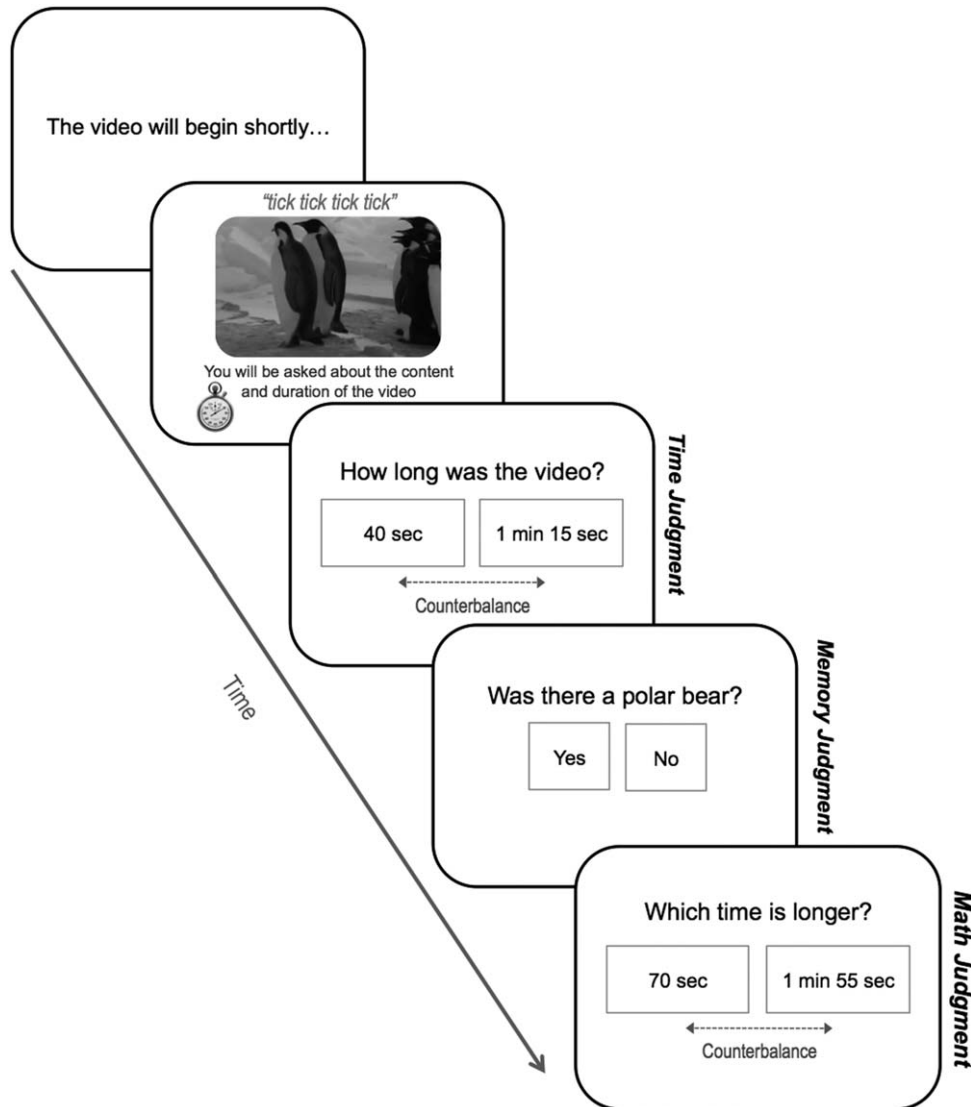 The video will begin shortly…
“tick tick tick tick”
You will be asked about the content
and duration of the video
How long was the video?
40 sec
1 min 15 sec
Counterbalance
Time Judgment
Time
Was there a polar bear?
Yes
No
Memory Judgment
Which time is longer?
70 sec
1 min 55 sec
Counterbalance
Math Judgment